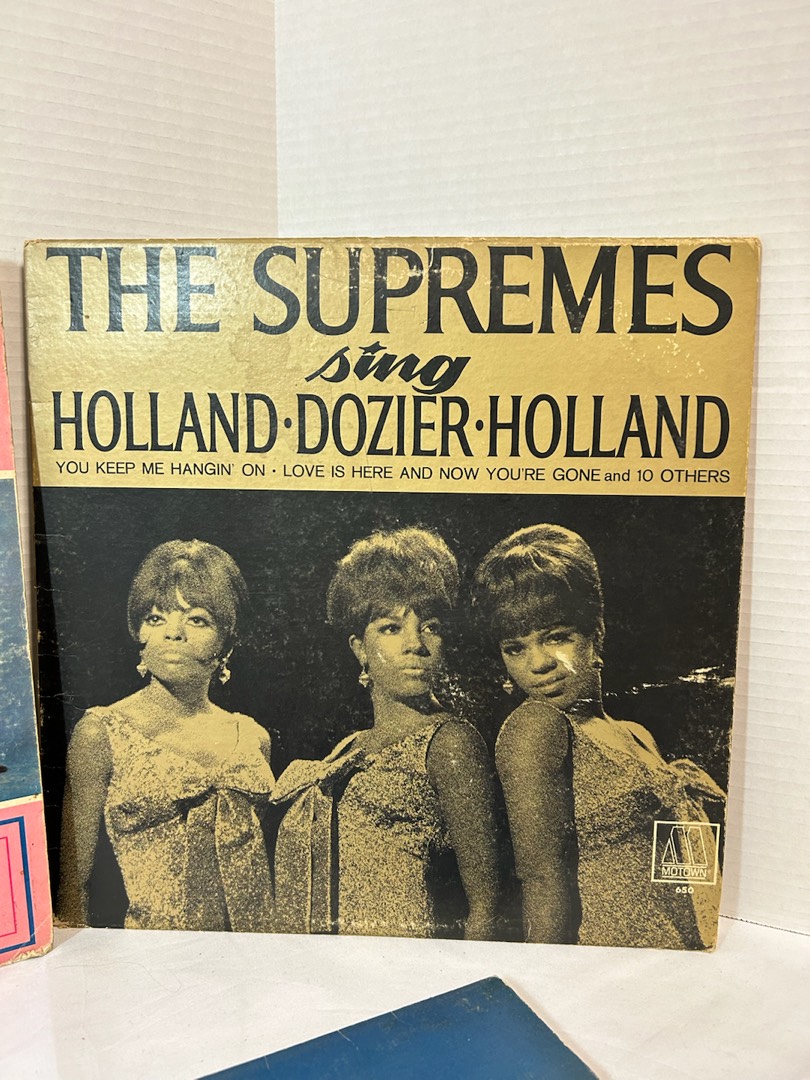 THE SUPREMES
sing
HOLLAND·DOZIER·HOLLAND
YOU KEEP ME HANGIN' ON · LOVE IS HERE AND NOW YOU'RE GONE and 10 OTHERS
MOTOWN
650